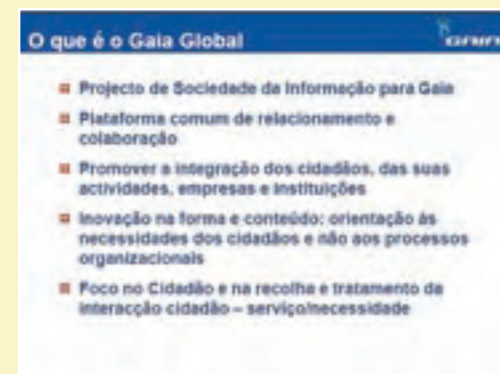 O que é o Gaia Global
Projecto de Sociedade da Informação para Gaia
Plataforma comum de relacionamento e
colaboração
Promover a integração dos cidadãos, das suas
actividades, empresas e instituições
Inovação na forma e conteúdo: orientação às
necessidades dos cidadãos e não aos processos
organizacionais
Foco no Cidadão e na recolha e tratamento da
interacção cidadão – serviço/necessidade